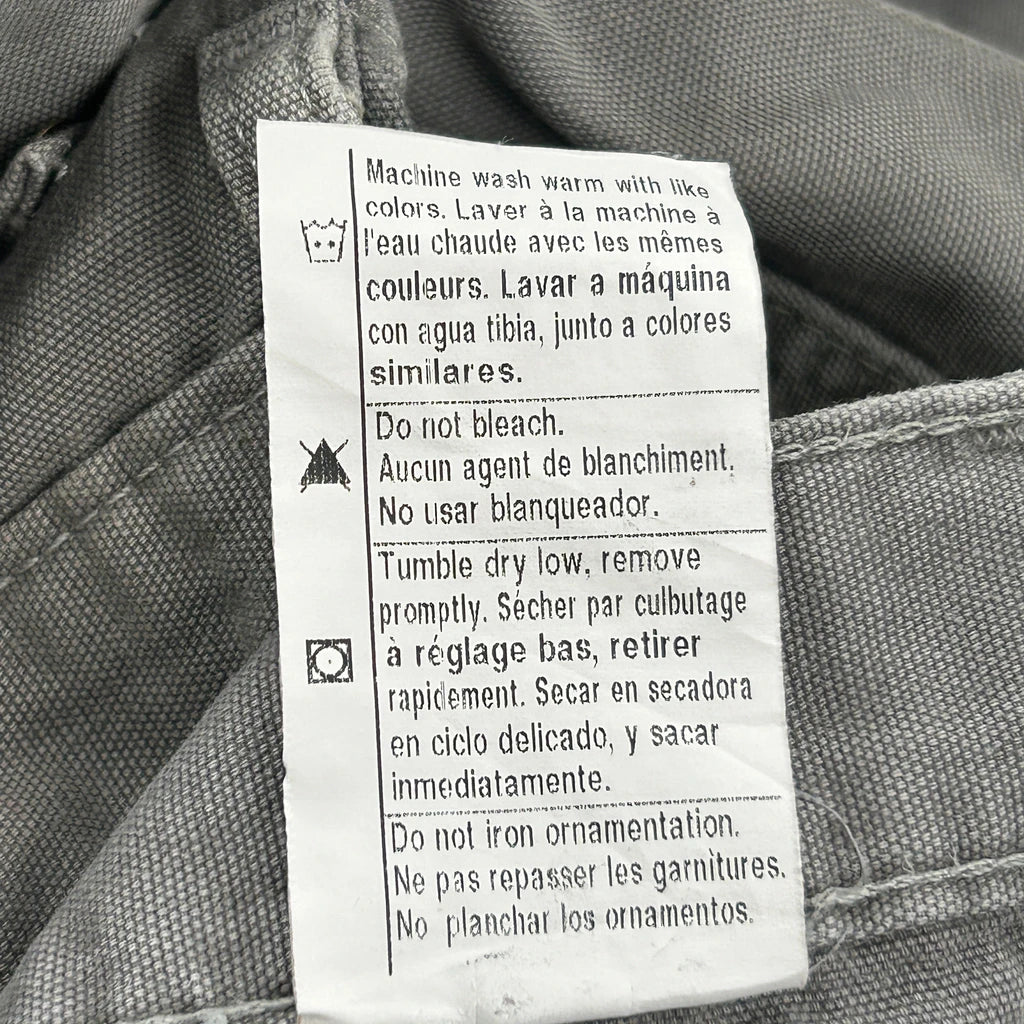 Machine wash warm with like
colors. Laver à la machine à
l'eau chaude avec les mêmes
couleurs. Lavar a máquina
con agua tibia, junto a colores
similares.
Do not bleach.
Aucun agent de blanchiment.
No usar blanqueador.
Tumble dry low, remove
promptly. Sécher par culbutage
à réglage bas, retirer
rapidement. Secar en secadora
en ciclo delicado, y sacar
inmediatamente.
Do not iron ornamentation.
Ne pas repasser les garnitures.
No planchar los ornamentos.